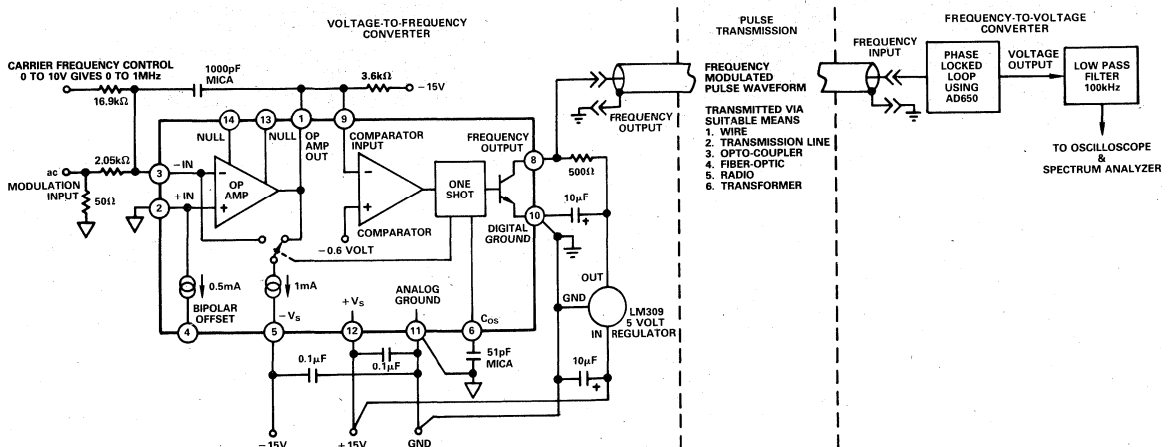 VOLTAGE-TO-FREQUENCY
CONVERTER
PULSE
TRANSMISSION
FREQUENCY-TO-VOLTAGE
CONVERTER
CARRIER FREQUENCY CONTROL
0 TO 10V GIVES 0 TO 1MHz
16.9kΩ
1000pF
MICA
3.6kΩ
-15V
14
13
1
9
NULL
NULL
OP
AMP
OUT
COMPARATOR
INPUT
FREQUENCY
OUTPUT
8
ac
MODULATION
INPUT
2.05kΩ
50Ω
3
2
-IN
+IN
-
+
OP
AMP
-
+
-0.6 VOLT
COMPARATOR
ONE
SHOT
10
DIGITAL
GROUND
500Ω
10µF
+
FREQUENCY OUTPUT
0.5mA
1mA
BIPOLAR
OFFSET
-VS
+VS
ANALOG
GROUND
COS
4
5
12
11
6
0.1µF
0.1µF
51pF
MICA
OUT
GND
IN
LM309
5 VOLT
REGULATOR
10µF
+
-15V
+15V
GND
FREQUENCY
MODULATED
PULSE WAVEFORM
TRANSMITTED VIA
SUITABLE MEANS
1. WIRE
2. TRANSMISSION LINE
3. OPTO-COUPLER
4. FIBER-OPTIC
5. RADIO
6. TRANSFORMER
FREQUENCY
INPUT
PHASE
LOCKED
LOOP
USING
AD650
VOLTAGE
OUTPUT
LOW PASS
FILTER
100kHz
TO OSCILLOSCOPE
&
SPECTRUM ANALYZER